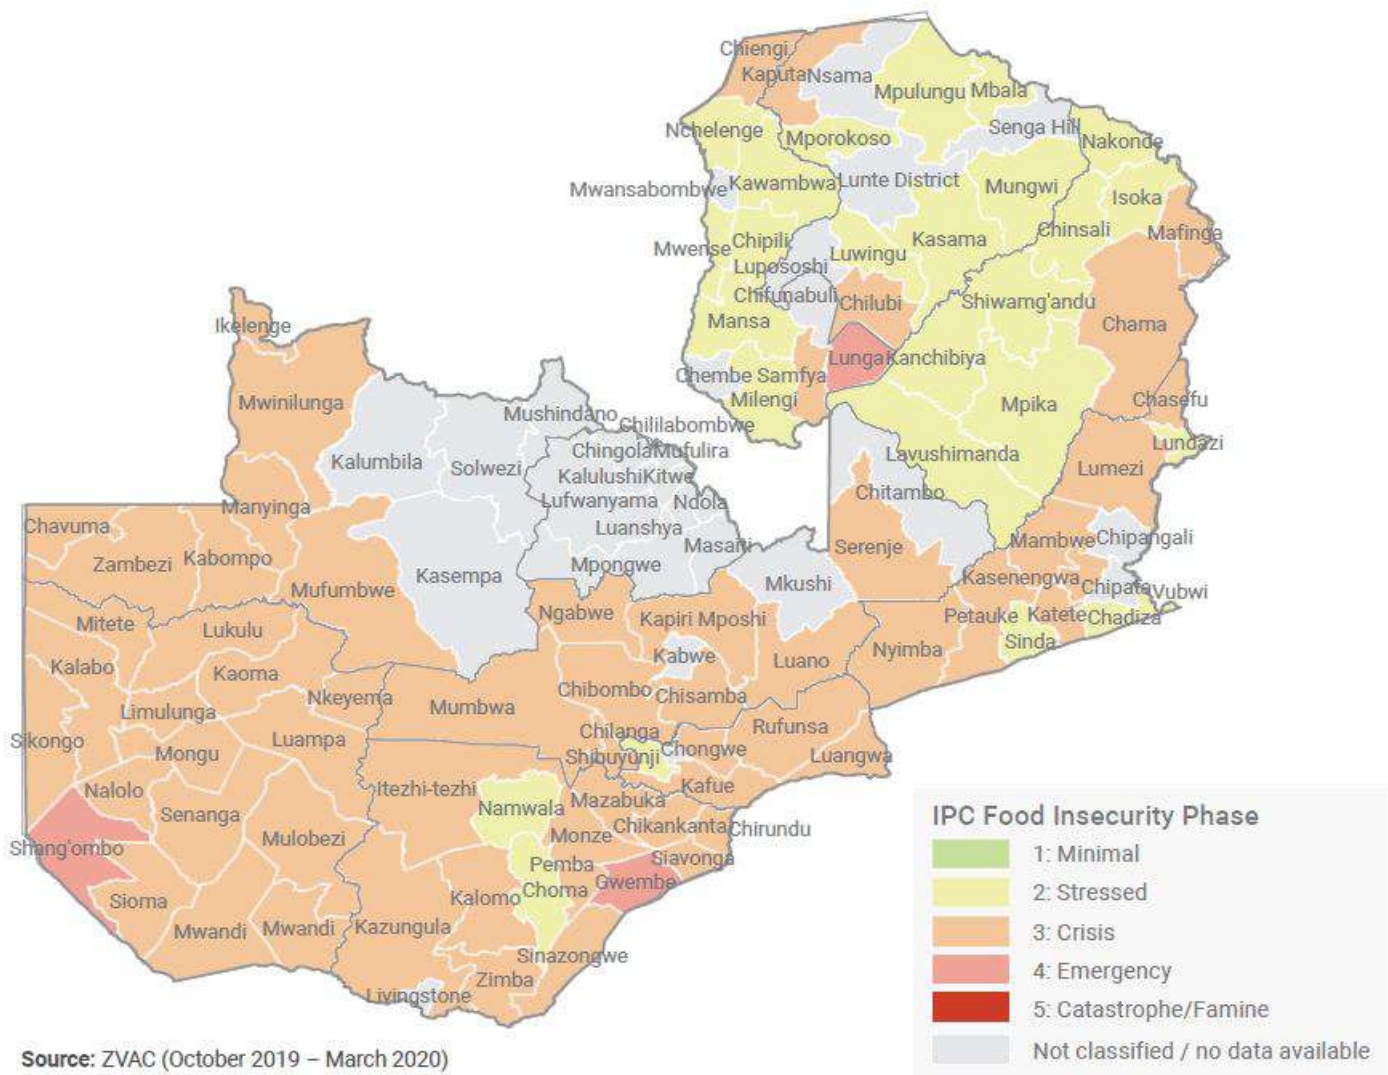 Chiengi
Kaputa
Nsama
Mpulungu
Mbala
Nchelenge
Mporokoso
Senga Hill
Nakonde
Mwansabombwe
Kawambwa
Lunte District
Mungwi
Isoka
Mwense
Chipili
Luwingu
Kasama
Chinsali
Mafinga
Lupososhi
Chifunabuli
Chilubi
Shiwamg'andu
Mansa
Chama
Ikelenge
Lunga
Kanchibiya
Chembe
Samfya
Milengi
Mpika
Chasefu
Mwinilunga
Mushindano
Chililabombwe
Lundazi
Kalumbila
Solwezi
Chingola
Mufulira
Lavushimanda
Lumezi
Kalulushi
Kitwe
Chitambo
Manyinga
Lufwanyama
Ndola
Chavuma
Luanshya
Masaiti
Serenje
Mambwe
Chipangali
Zambezi
Kabompo
Mpongwe
Mkushi
Kasempa
Kasenengwa
Chipata
Vubwi
Mufumbwe
Mitete
Lukulu
Ngabwe
Kapiri Mposhi
Petauke
Katete
Chadiza
Sinda
Kalabo
Kaoma
Kabwe
Luano
Nyimba
Nkeyema
Chibombo
Chisamba
Limulunga
Mumbwa
Rufunsa
Sikongo
Mongu
Luampa
Chilanga
Shibuyunji
Chongwe
Luangwa
Nalolo
Itezhi-tezhi
Kafue
Senanga
Namwala
Mazabuka
Mulobezi
Monze
Chikankanta
Chirundu
Shang'ombo
Pemba
Siavonga
Sioma
Kalomo
Choma
Gwembe
Mwandi
Mwandi
Kazungula
Sinazongwe
Zimba
Livingstone
IPC Food Insecurity Phase
1: Minimal
2: Stressed
3: Crisis
4: Emergency
5: Catastrophe/Famine
Not classified / no data available
Source: ZVAC (October 2019 – March 2020)